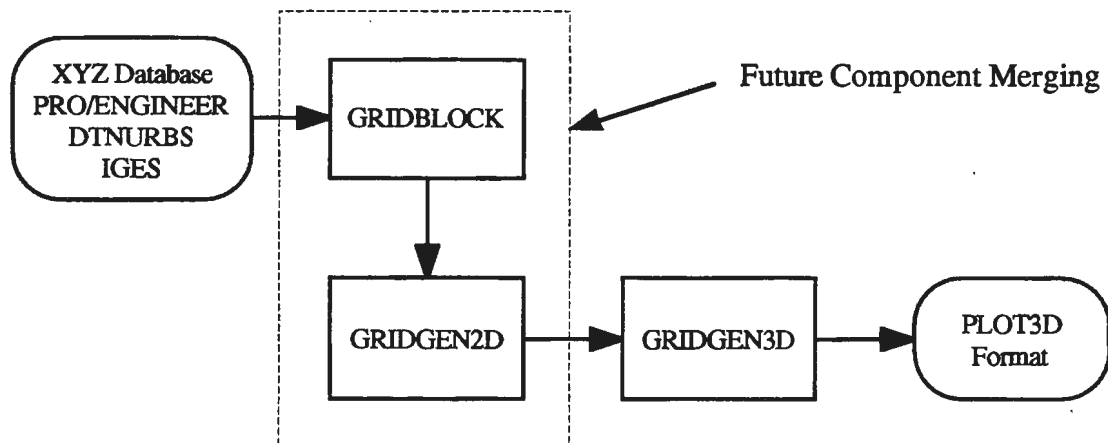 XYZ Database
PRO/ENGINEER
DTNURBS
IGES
GRIDBLOCK
Future Component Merging
GRIDGEN2D
GRIDGEN3D
PLOT3D
Format